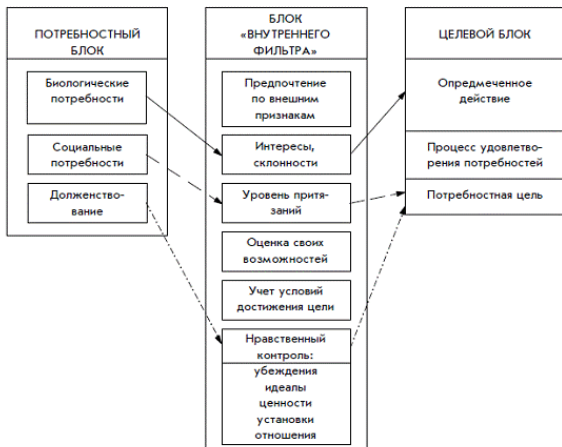 ПОТРЕБНОСТНЫЙ
БЛОК
Биологические
потребности
Социальные
потребности
Долженство-
вание
БЛОК
«ВНУТРЕННЕГО
ФИЛЬТРА»
Предпочтение
по внешним
признакам
Интересы,
склонности
Уровень притя-
заний
Оценка своих
возможностей
Учет условий
достижения цели
Нравственный
контроль:
убеждения
идеалы
ценности
установки
отношения
ЦЕЛЕВОЙ БЛОК
Опредмеченное
действие
Процесс удовлетво-
рения потребностей
Потребностная цель